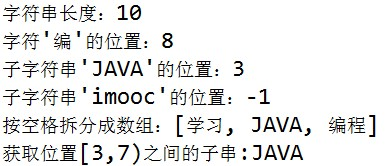 字符串长度：10
字符'编'的位置：8
子字符串'JAVA'的位置：3
子字符串'imooc'的位置：-1
按空格拆分成数组：[学习, JAVA, 编程]
获取位置[3,7)之间的子串:JAVA